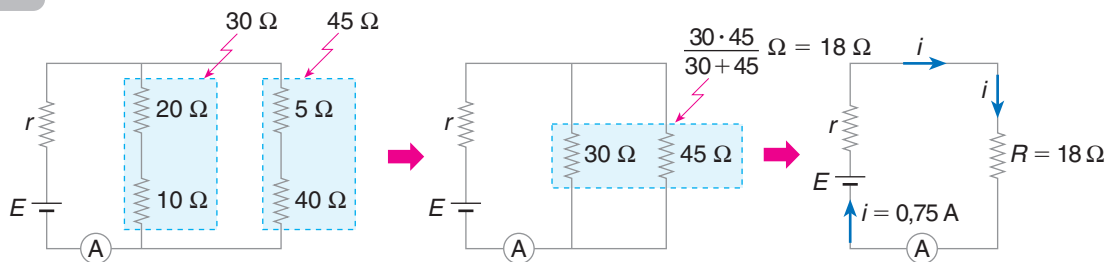 30 Ω
45 Ω
r
20 Ω
5 Ω
10 Ω
40 Ω
E
A
30 · 45
30 + 45
Ω = 18 Ω
r
30 Ω
45 Ω
E
A
i
i
r
R = 18 Ω
E
i = 0,75 A
A